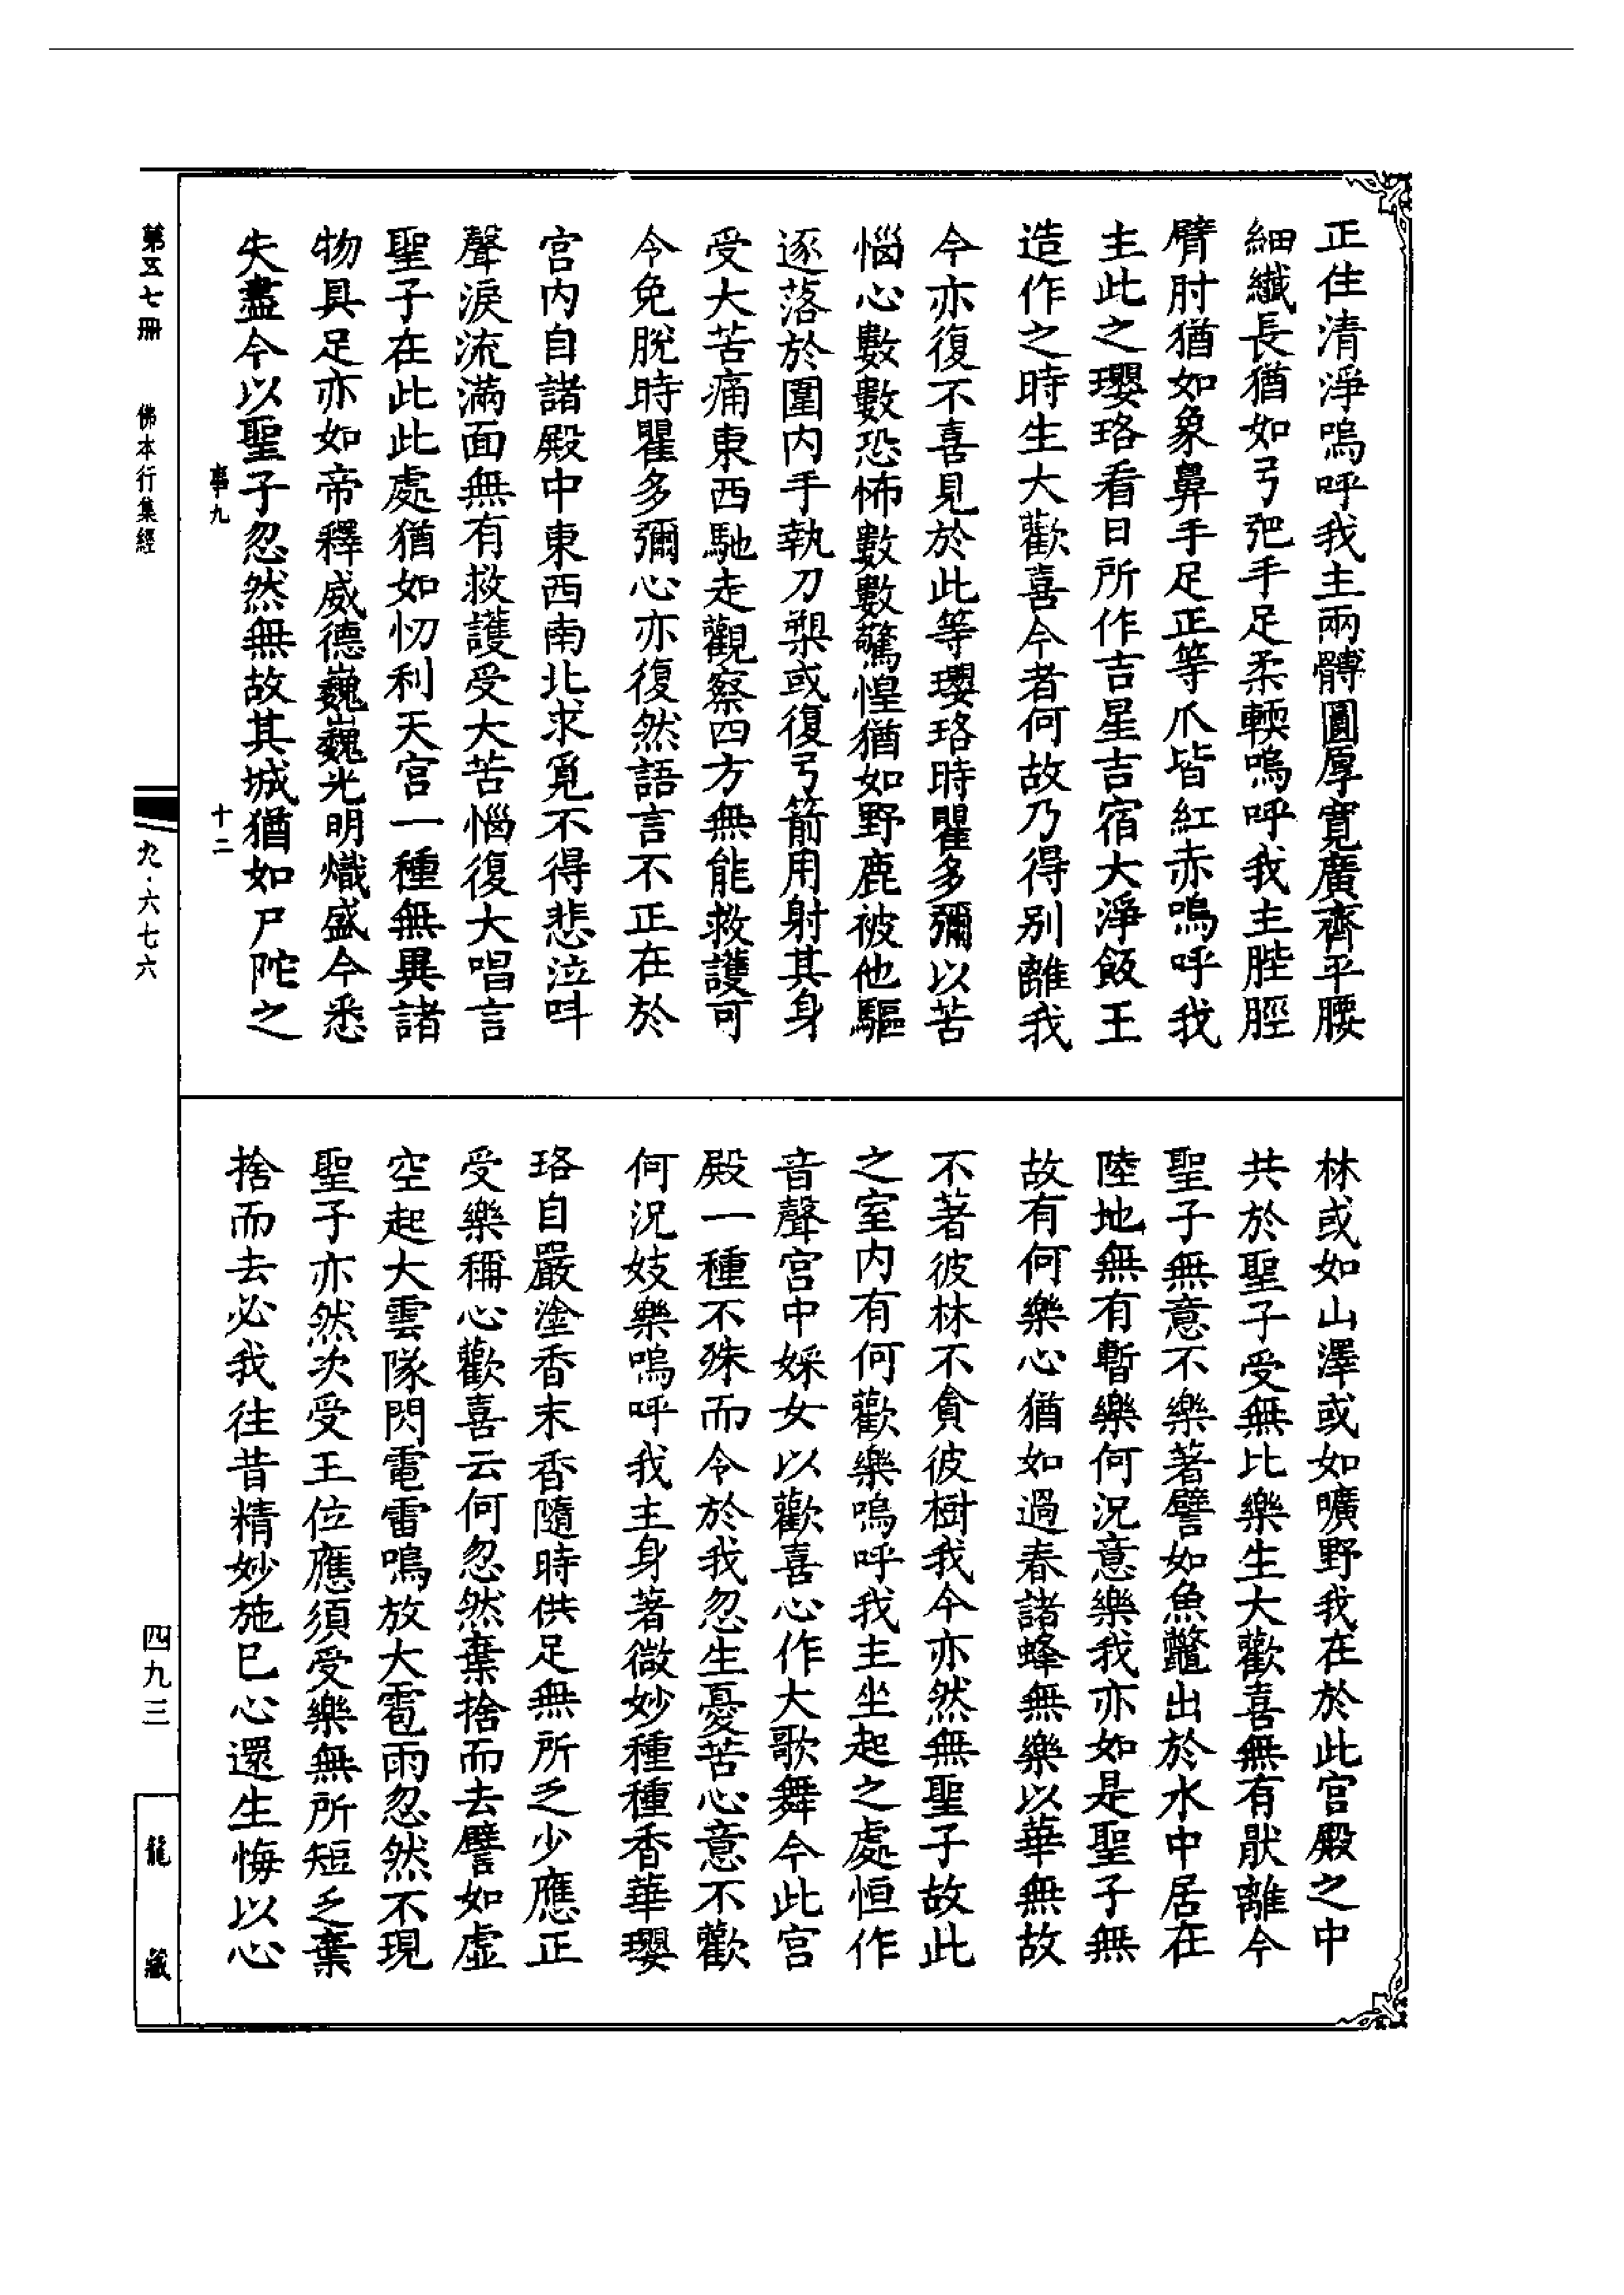 正住清淨嗚呼我主兩髆圓厚寬廣齊平腰
細纖長猶如弓弝手足柔輭嗚呼我主䏶脛
臂肘猶如象鼻手足正等爪皆紅赤嗚呼我
主此之瓔珞看日所作吉星吉宿大淨飯王
造作之時生大歡喜今者何故乃得別離我
今亦復不喜見於此等瓔珞時瞿多彌以苦
惱心數數恐怖數數驚惶猶如野鹿被他驅
逐落於圍內手執刀槊或復弓箭用射其身
受大苦痛東西馳走觀察四方無能救護可
令免脫時瞿多彌心亦復然語言不正在於
宮內自諸殿中東西南北求覓不得悲泣呌
聲淚流滿面無有救護受大苦惱復大唱言
聖子在此此處猶如忉利天宮一種無異諸
物具足亦如帝釋威德巍巍光明熾盛今悉
失盡今以聖子忽然無故其城猶如尸陀之
事九
十二
林或如山澤或如曠野我在於此宮殿之中
共於聖子受無比樂生大歡喜無有猒離今
聖子無意不樂著譬如魚鼈出於水中居在
陸地無有暫樂何況意樂我亦如是聖子無
故有何樂心猶如過春諸蜂無樂以華無故
不著彼林不貪彼樹我今亦然無聖子故此
之室內有何歡樂嗚呼我主坐起之處恒作
音聲宮中婇女以歡喜心作大歌舞今此宮
殿一種不殊而令於我忽生憂苦心意不歡
何況妓樂嗚呼我主身著微妙種種香華瓔
珞自嚴塗香末香隨時供足無所乏少應正
受樂稱心歡喜云何忽然棄捨而去譬如虛
空起大雲隊閃電雷鳴放大雹雨忽然不現
聖子亦然次受王位應須受樂無所短乏棄
捨而去必我往昔精妙施已心還生悔以心
第五七冊
佛本行集經
九·六七六
四九三
龍藏